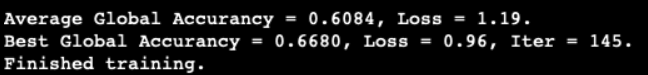 Average Global Accurancy = 0.6084, Loss = 1.19.
Best Global Accurancy = 0.6680, Loss = 0.96, Iter = 145.
Finished training.